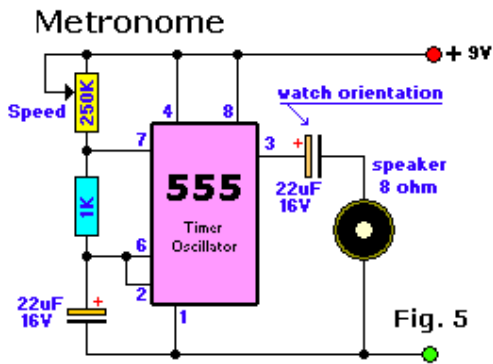 Metronome
+ 9V
250K
Speed
4
8
watch orientation
7
3
+
speaker
8 ohm
22uF
16V
555
Timer
Oscillator
1K
6
2
22uF
16V
+
1
Fig. 5